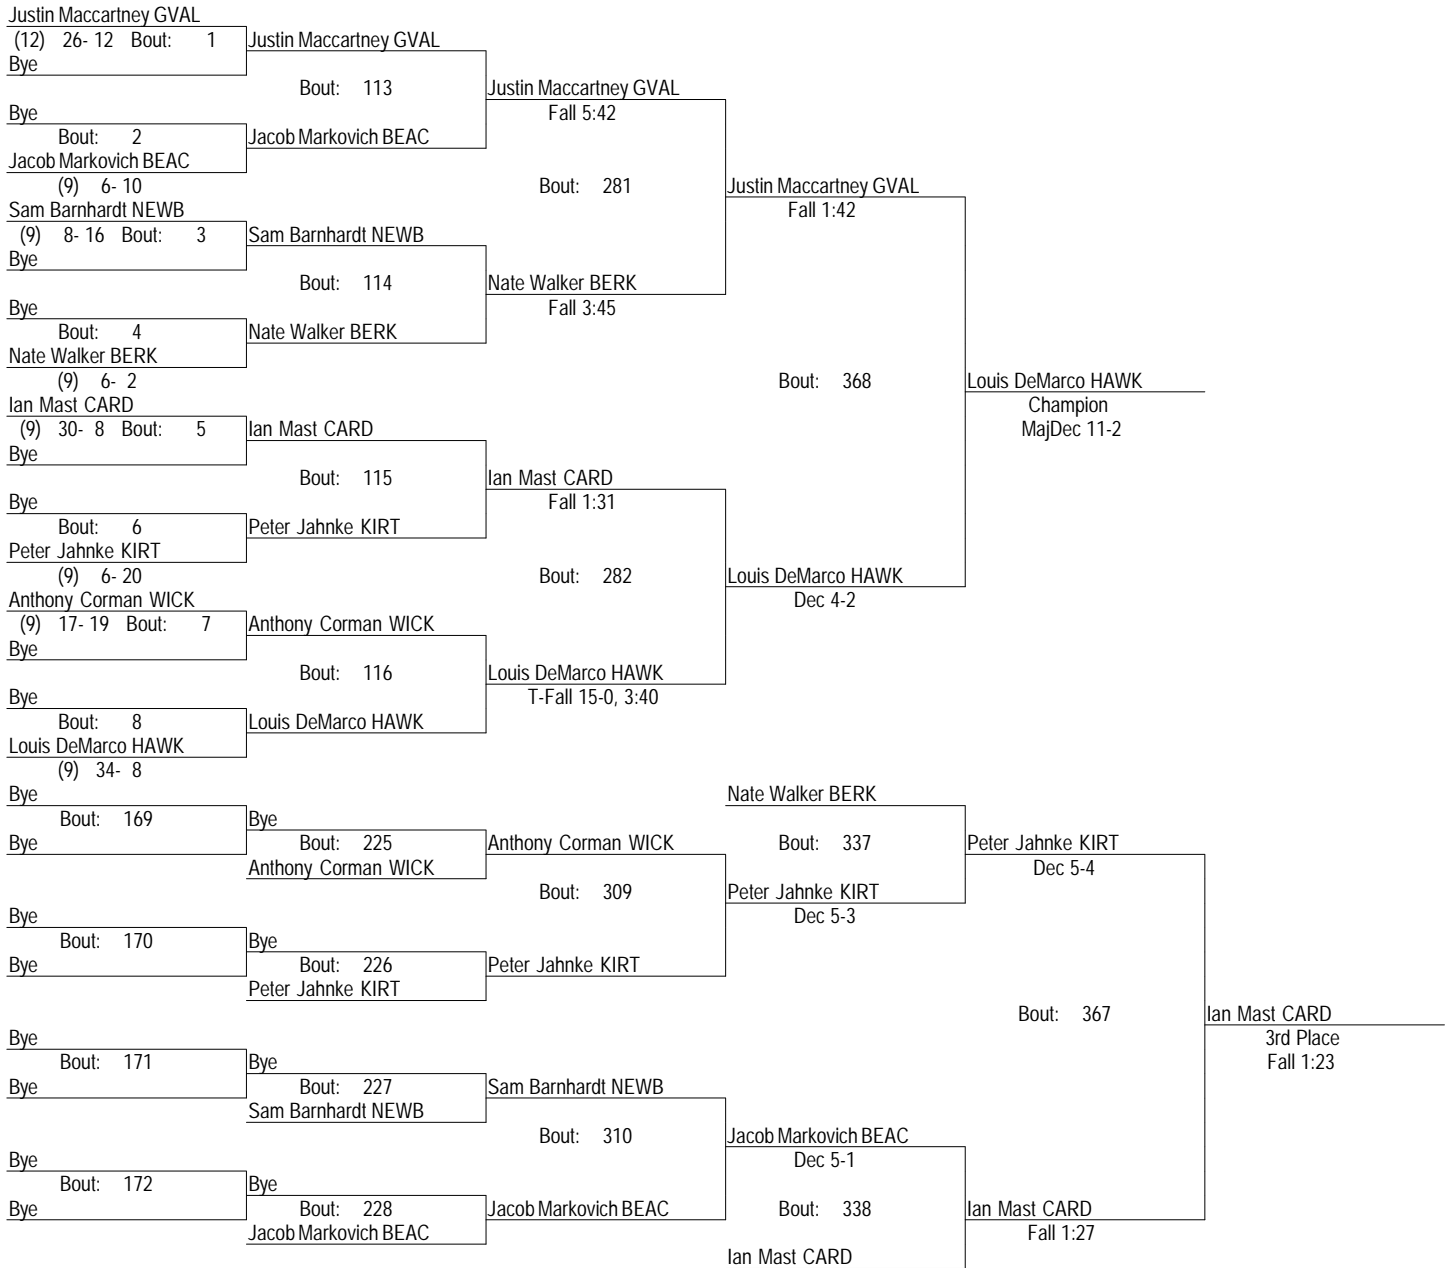 Justin Maccartney GVAL
(12) 26- 12 Bout: 1 Justin Maccartney GVAL
Bye
Bout: 113 Justin Maccartney GVAL
Bye Fall 5:42
Bout: 2 Jacob Markovich BEAC
Jacob Markovich BEAC
(9) 6- 10 Bout: 281 Justin Maccartney GVAL
Sam Barnhardt NEWB Fall 1:42
(9) 8- 16 Bout: 3 Sam Barnhardt NEWB
Bye
Bout: 114 Nate Walker BERK
Bye Fall 3:45
Bout: 4 Nate Walker BERK
Nate Walker BERK
(9) 6- 2 Bout: 368 Louis DeMarco HAWK
Ian Mast CARD Champion
(9) 30- 8 Bout: 5 Ian Mast CARD MajDec 11-2
Bye
Bout: 115 Ian Mast CARD
Bye Fall 1:31
Bout: 6 Peter Jahnke KIRT
Peter Jahnke KIRT
(9) 6- 20 Bout: 282 Louis DeMarco HAWK
Anthony Corman WICK Dec 4-2
(9) 17- 19 Bout: 7 Anthony Corman WICK
Bye
Bout: 116 Louis DeMarco HAWK
Bye T-Fall 15-0, 3:40
Bout: 8 Louis DeMarco HAWK
Louis DeMarco HAWK
(9) 34- 8
Bye Nate Walker BERK
Bout: 169 Bye
Bye Bout: 225 Anthony Corman WICK Bout: 337 Peter Jahnke KIRT
Anthony Corman WICK Dec 5-4
Bout: 309 Peter Jahnke KIRT
Bye Dec 5-3
Bout: 170 Bye
Bye Bout: 226 Peter Jahnke KIRT
Peter Jahnke KIRT
Bout: 367 Ian Mast CARD
Bye 3rd Place
Bout: 171 Bye Fall 1:23
Bye Bout: 227 Sam Barnhardt NEWB
Sam Barnhardt NEWB
Bout: 310 Jacob Markovich BEAC
Bye Dec 5-1
Bout: 172 Bye
Bye Bout: 228 Jacob Markovich BEAC Bout: 338 Ian Mast CARD
Jacob Markovich BEAC Fall 1:27
Ian Mast CARD